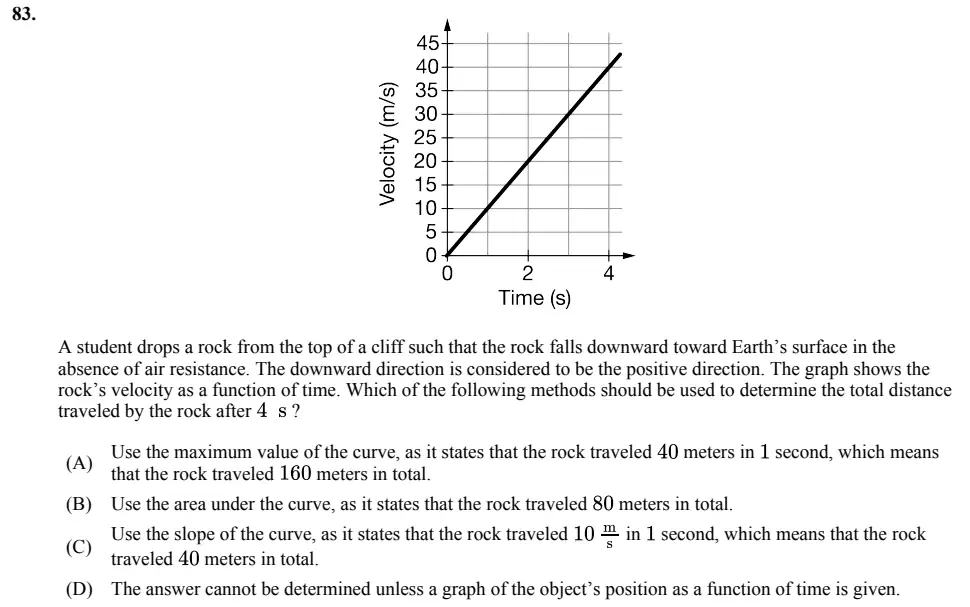 83.
45
40
35
30
25
20
15
10
5
0
Velocity (m/s)
0 2 4
Time (s)
A student drops a rock from the top of a cliff such that the rock falls downward toward Earth’s surface in the
absence of air resistance. The downward direction is considered to be the positive direction. The graph shows the
rock’s velocity as a function of time. Which of the following methods should be used to determine the total distance
traveled by the rock after 4 s ?
(A) Use the maximum value of the curve, as it states that the rock traveled 40 meters in 1 second, which means
that the rock traveled 160 meters in total.
(B) Use the area under the curve, as it states that the rock traveled 80 meters in total.
(C) Use the slope of the curve, as it states that the rock traveled 10 m/s in 1 second, which means that the rock
traveled 40 meters in total.
(D) The answer cannot be determined unless a graph of the object’s position as a function of time is given.